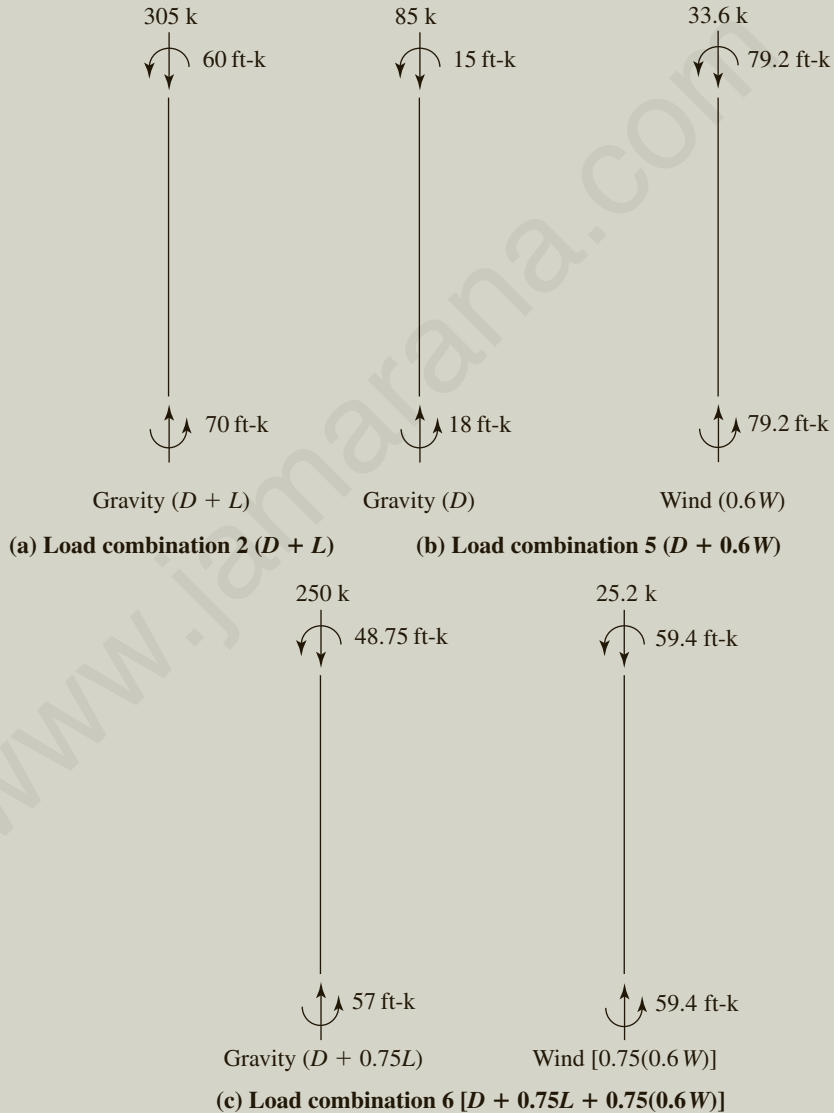 305 k
85 k
33.6 k
60 ft-k
15 ft-k
79.2 ft-k
70 ft-k
18 ft-k
79.2 ft-k
Gravity (D + L)
Gravity (D)
Wind (0.6W)
(a) Load combination 2 (D + L)
(b) Load combination 5 (D + 0.6W)
250 k
25.2 k
48.75 ft-k
59.4 ft-k
57 ft-k
59.4 ft-k
Gravity (D + 0.75L)
Wind [0.75(0.6W)]
(c) Load combination 6 [D + 0.75L + 0.75(0.6W)]
www.jamarana.com